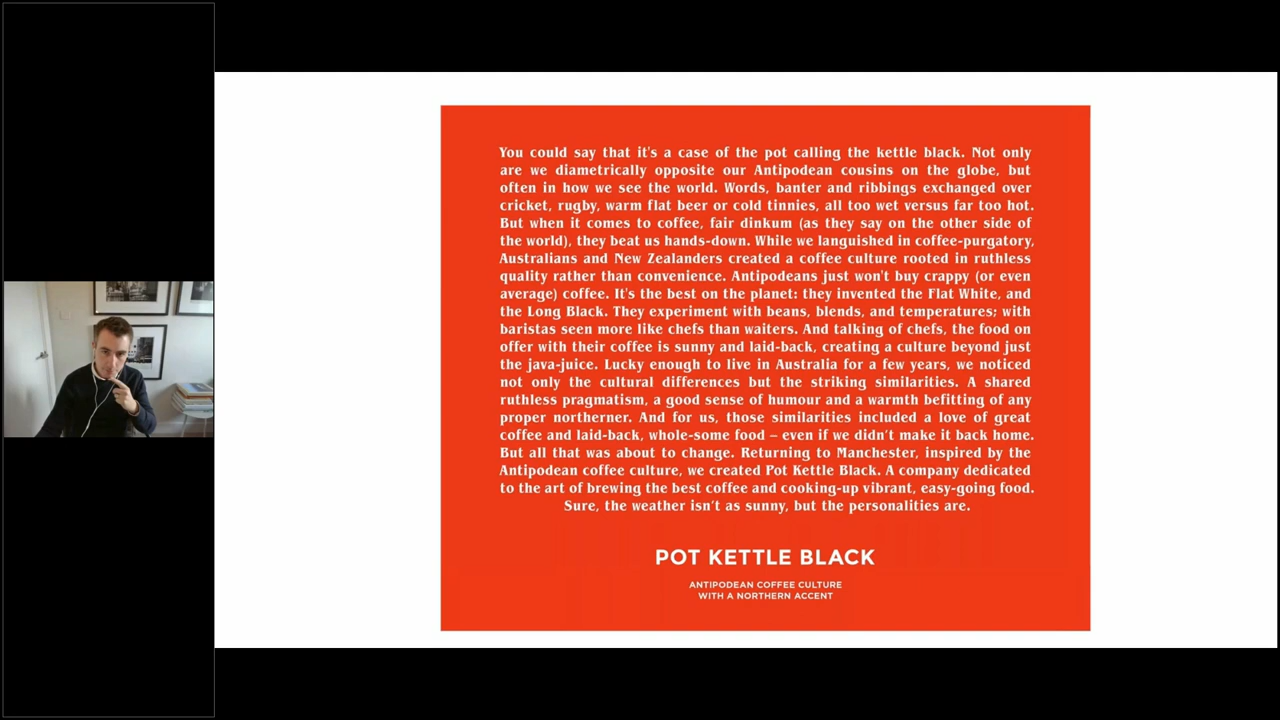 You could say that it's a case of the pot calling the kettle black. Not only
are we diametrically opposite our Antipodean cousins on the globe, but
often in how we see the world. Words, banter and ribbings exchanged over
cricket, rugby, warm flat beer or cold tinnies, all too wet versus far too hot.
But when it comes to coffee, fair dinkum (as they say on the other side of
the world), they beat us hands-down. While we languished in coffee-purgatory,
Australians and New Zealanders created a coffee culture rooted in ruthless
quality rather than convenience. Antipodeans just won't buy crappy (or even
average) coffee. It's the best on the planet: they invented the Flat White, and
the Long Black. They experiment with beans, blends, and temperatures; with
baristas seen more like chefs than waiters. And talking of chefs, the food on
offer with their coffee is sunny and laid-back, creating a culture beyond just
the java-juice. Lucky enough to live in Australia for a few years, we noticed
not only the cultural differences but the striking similarities. A shared
ruthless pragmatism, a good sense of humour and a warmth befitting of any
proper northerner. And for us, those similarities included a love of great
coffee and laid-back, whole-some food – even if we didn't make it back home.
But all that was about to change. Returning to Manchester, inspired by the
Antipodean coffee culture, we created Pot Kettle Black. A company dedicated
to the art of brewing the best coffee and cooking-up vibrant, easy-going food.
Sure, the weather isn't as sunny, but the personalities are.
POT KETTLE BLACK
ANTIPODEAN COFFEE CULTURE
WITH A NORTHERN ACCENT